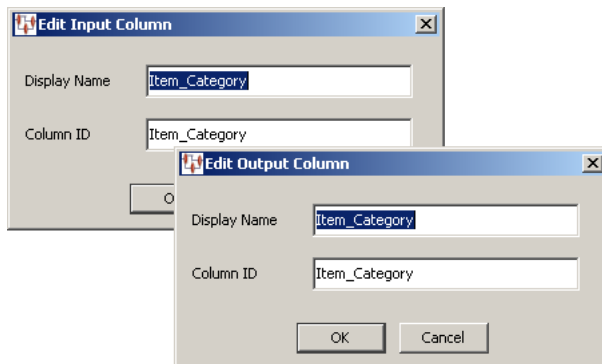 Edit Input Column
Display Name Item_Category
Column ID Item_Category
Edit Output Column
Display Name Item_Category
Column ID Item_Category
OK Cancel